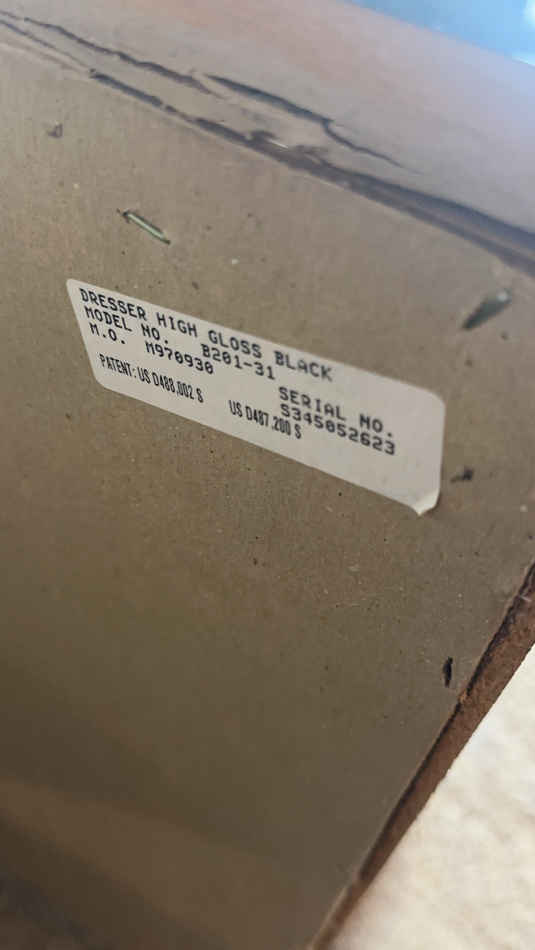 DRESSER HIGH GLOSS BLACK
MODEL NO. B201-31
M.O. M970930
SERIAL NO.
S345052623
PATENT: US D488,002 S US D487,200 S